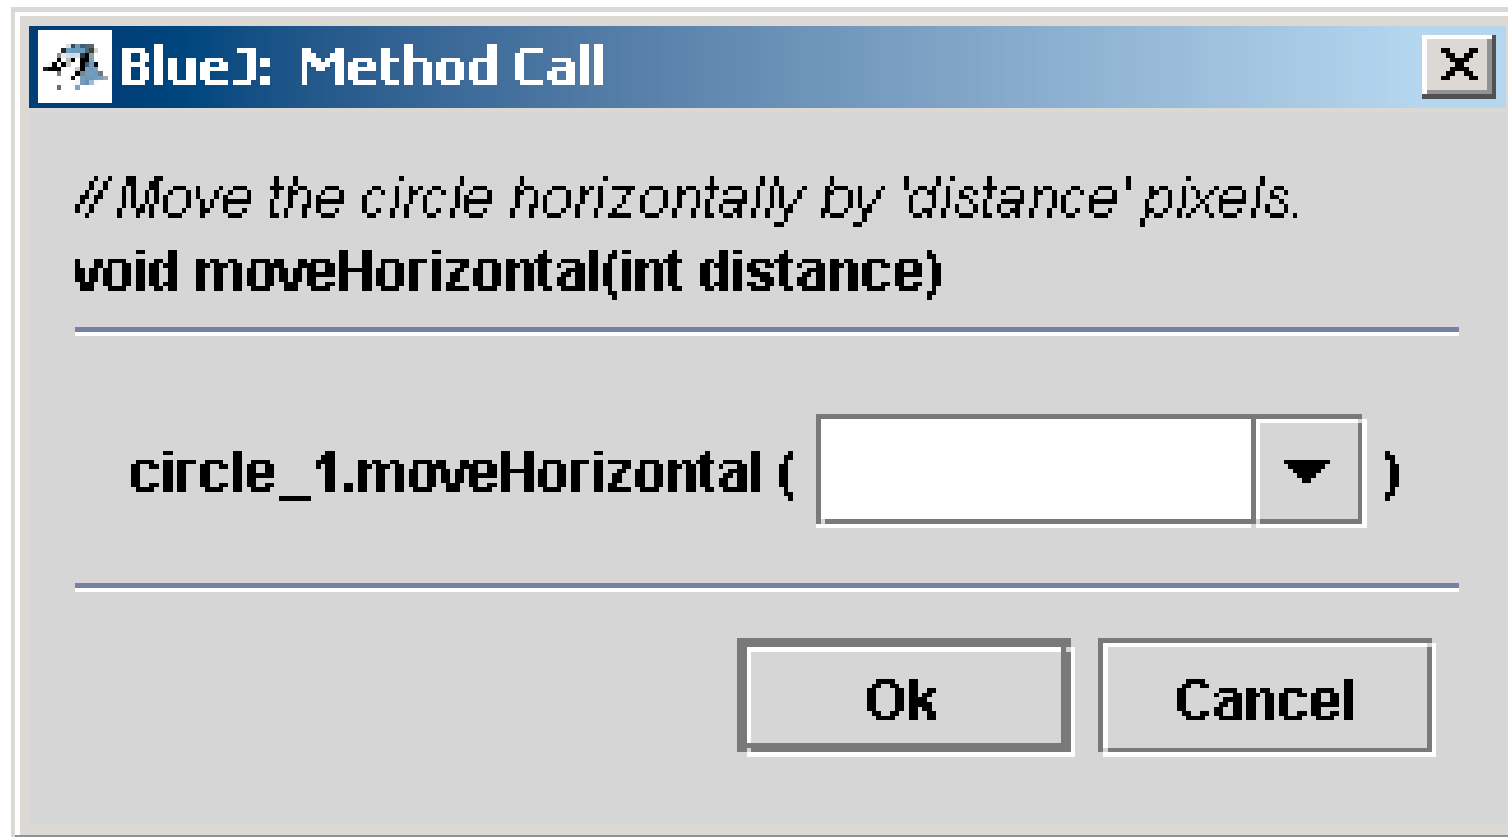 BlueJ: Method Call
// Move the circle horizontally by 'distance' pixels.
void moveHorizontal(int distance)
circle_1.moveHorizontal ( )
Ok Cancel